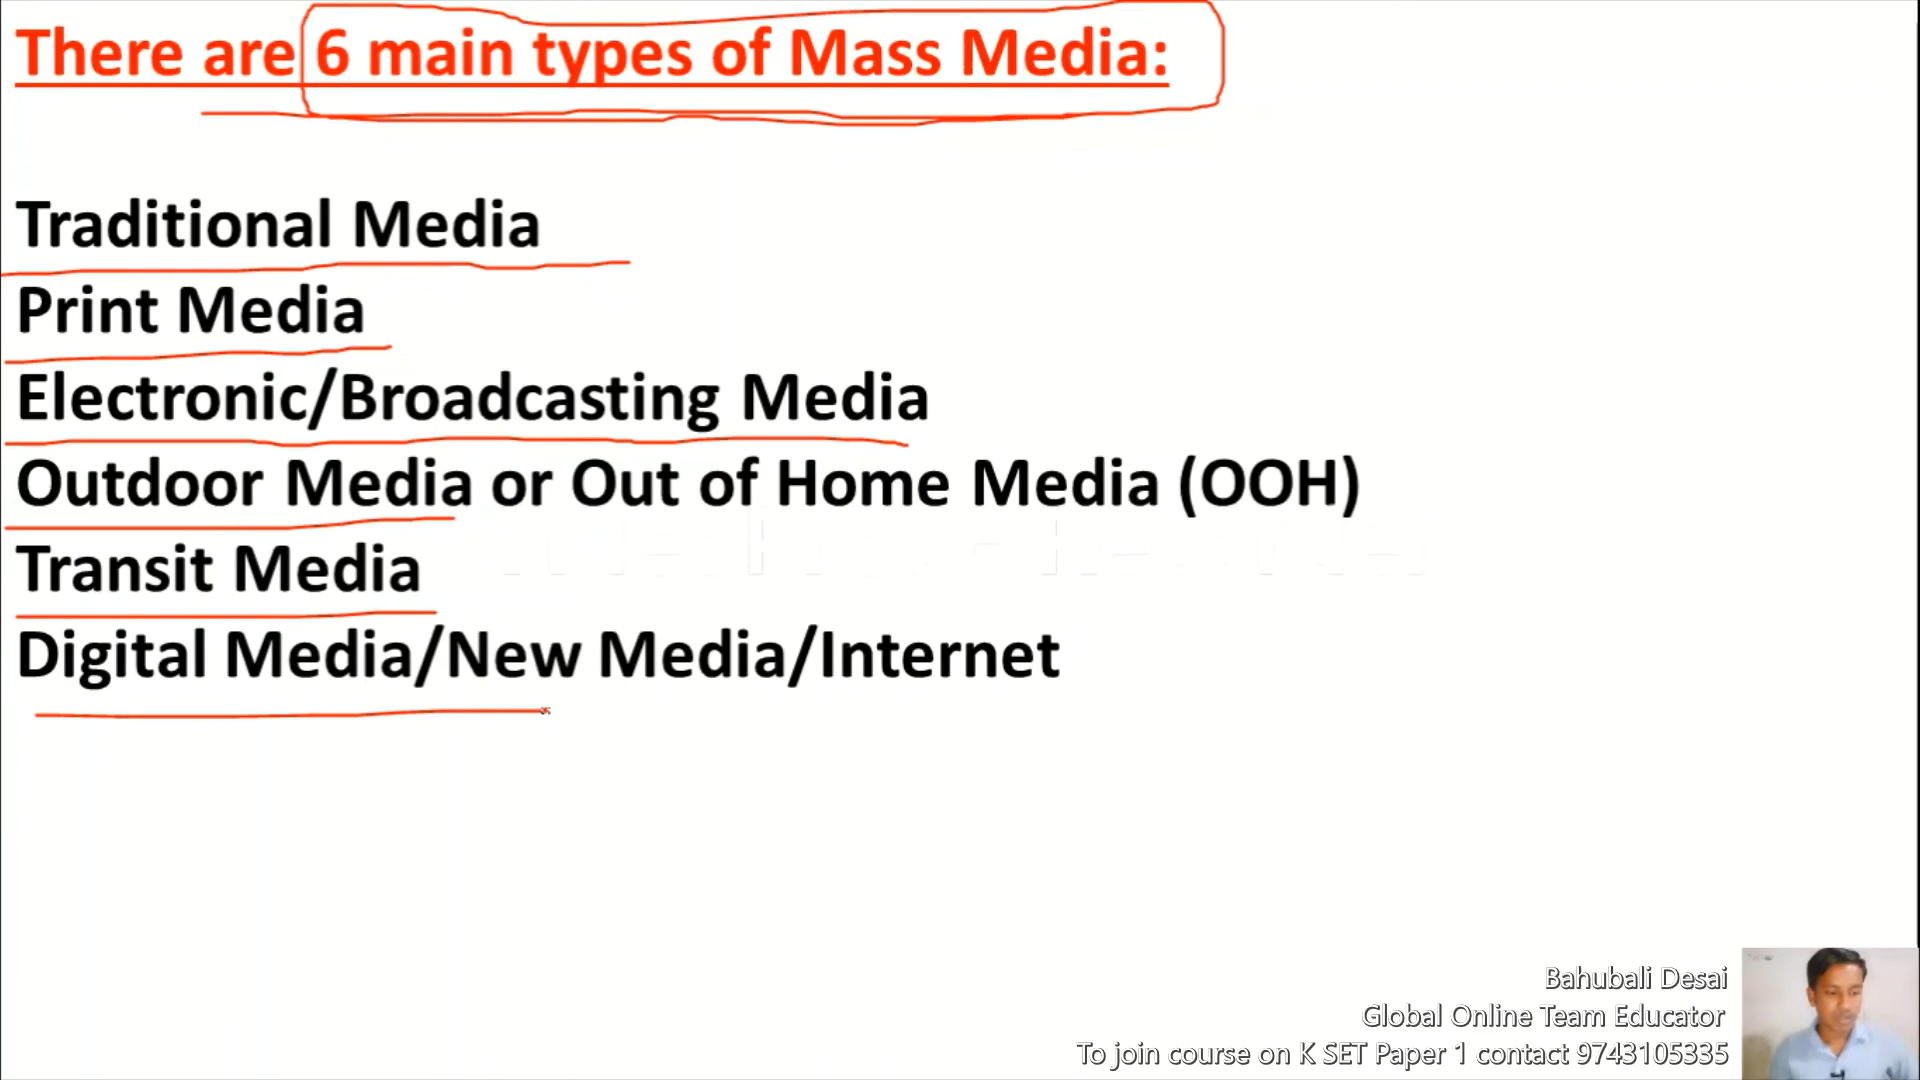 There are 6 main types of Mass Media:
Traditional Media
Print Media
Electronic/Broadcasting Media
Outdoor Media or Out of Home Media (OOH)
Transit Media
Digital Media/New Media/Internet
Bahubali Desai
Global Online Team Educator
To join course on K SET Paper 1 contact 9743105335